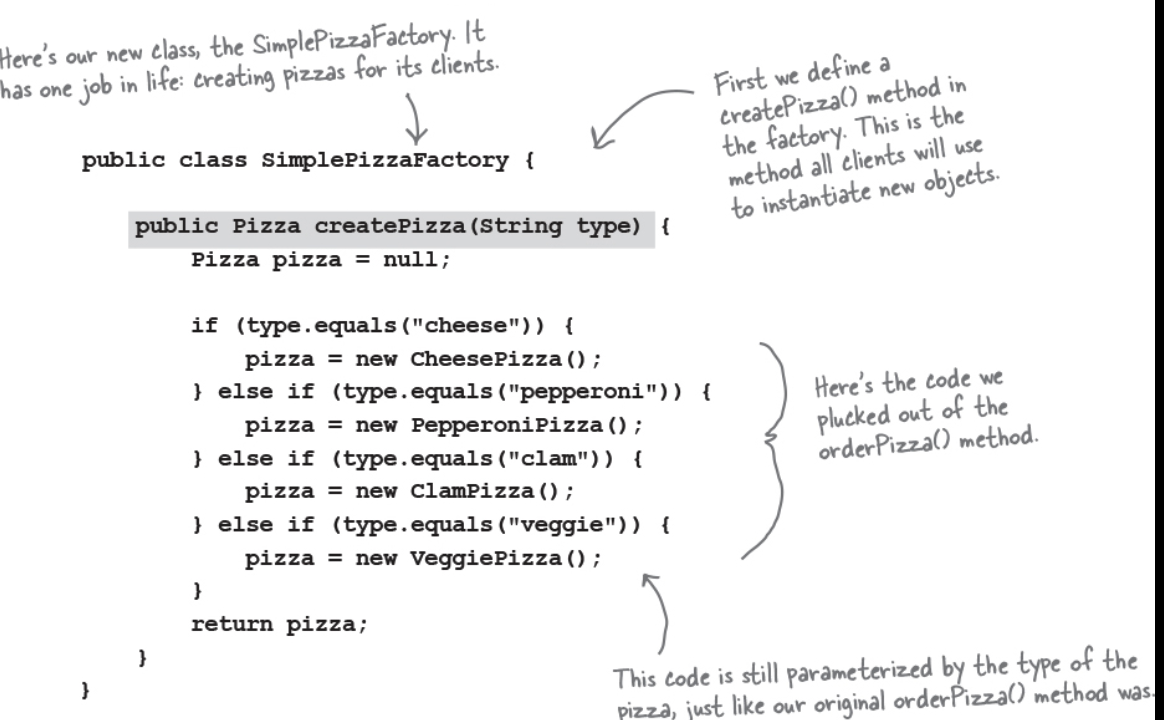 Here's our new class, the SimplePizzaFactory. It
has one job in life: creating pizzas for its clients.
First we define a
createPizza() method in
the factory. This is the
method all clients will use
to instantiate new objects.
public class SimplePizzaFactory {
public Pizza createPizza(String type) {
Pizza pizza = null;
if (type.equals("cheese")) {
pizza = new CheesePizza();
} else if (type.equals("pepperoni")) {
pizza = new PepperoniPizza();
} else if (type.equals("clam")) {
pizza = new ClamPizza();
} else if (type.equals("veggie")) {
pizza = new VeggiePizza();
}
return pizza;
}
}
Here's the code we
plucked out of the
orderPizza() method.
This code is still parameterized by the type of the
pizza, just like our original orderPizza() method was.